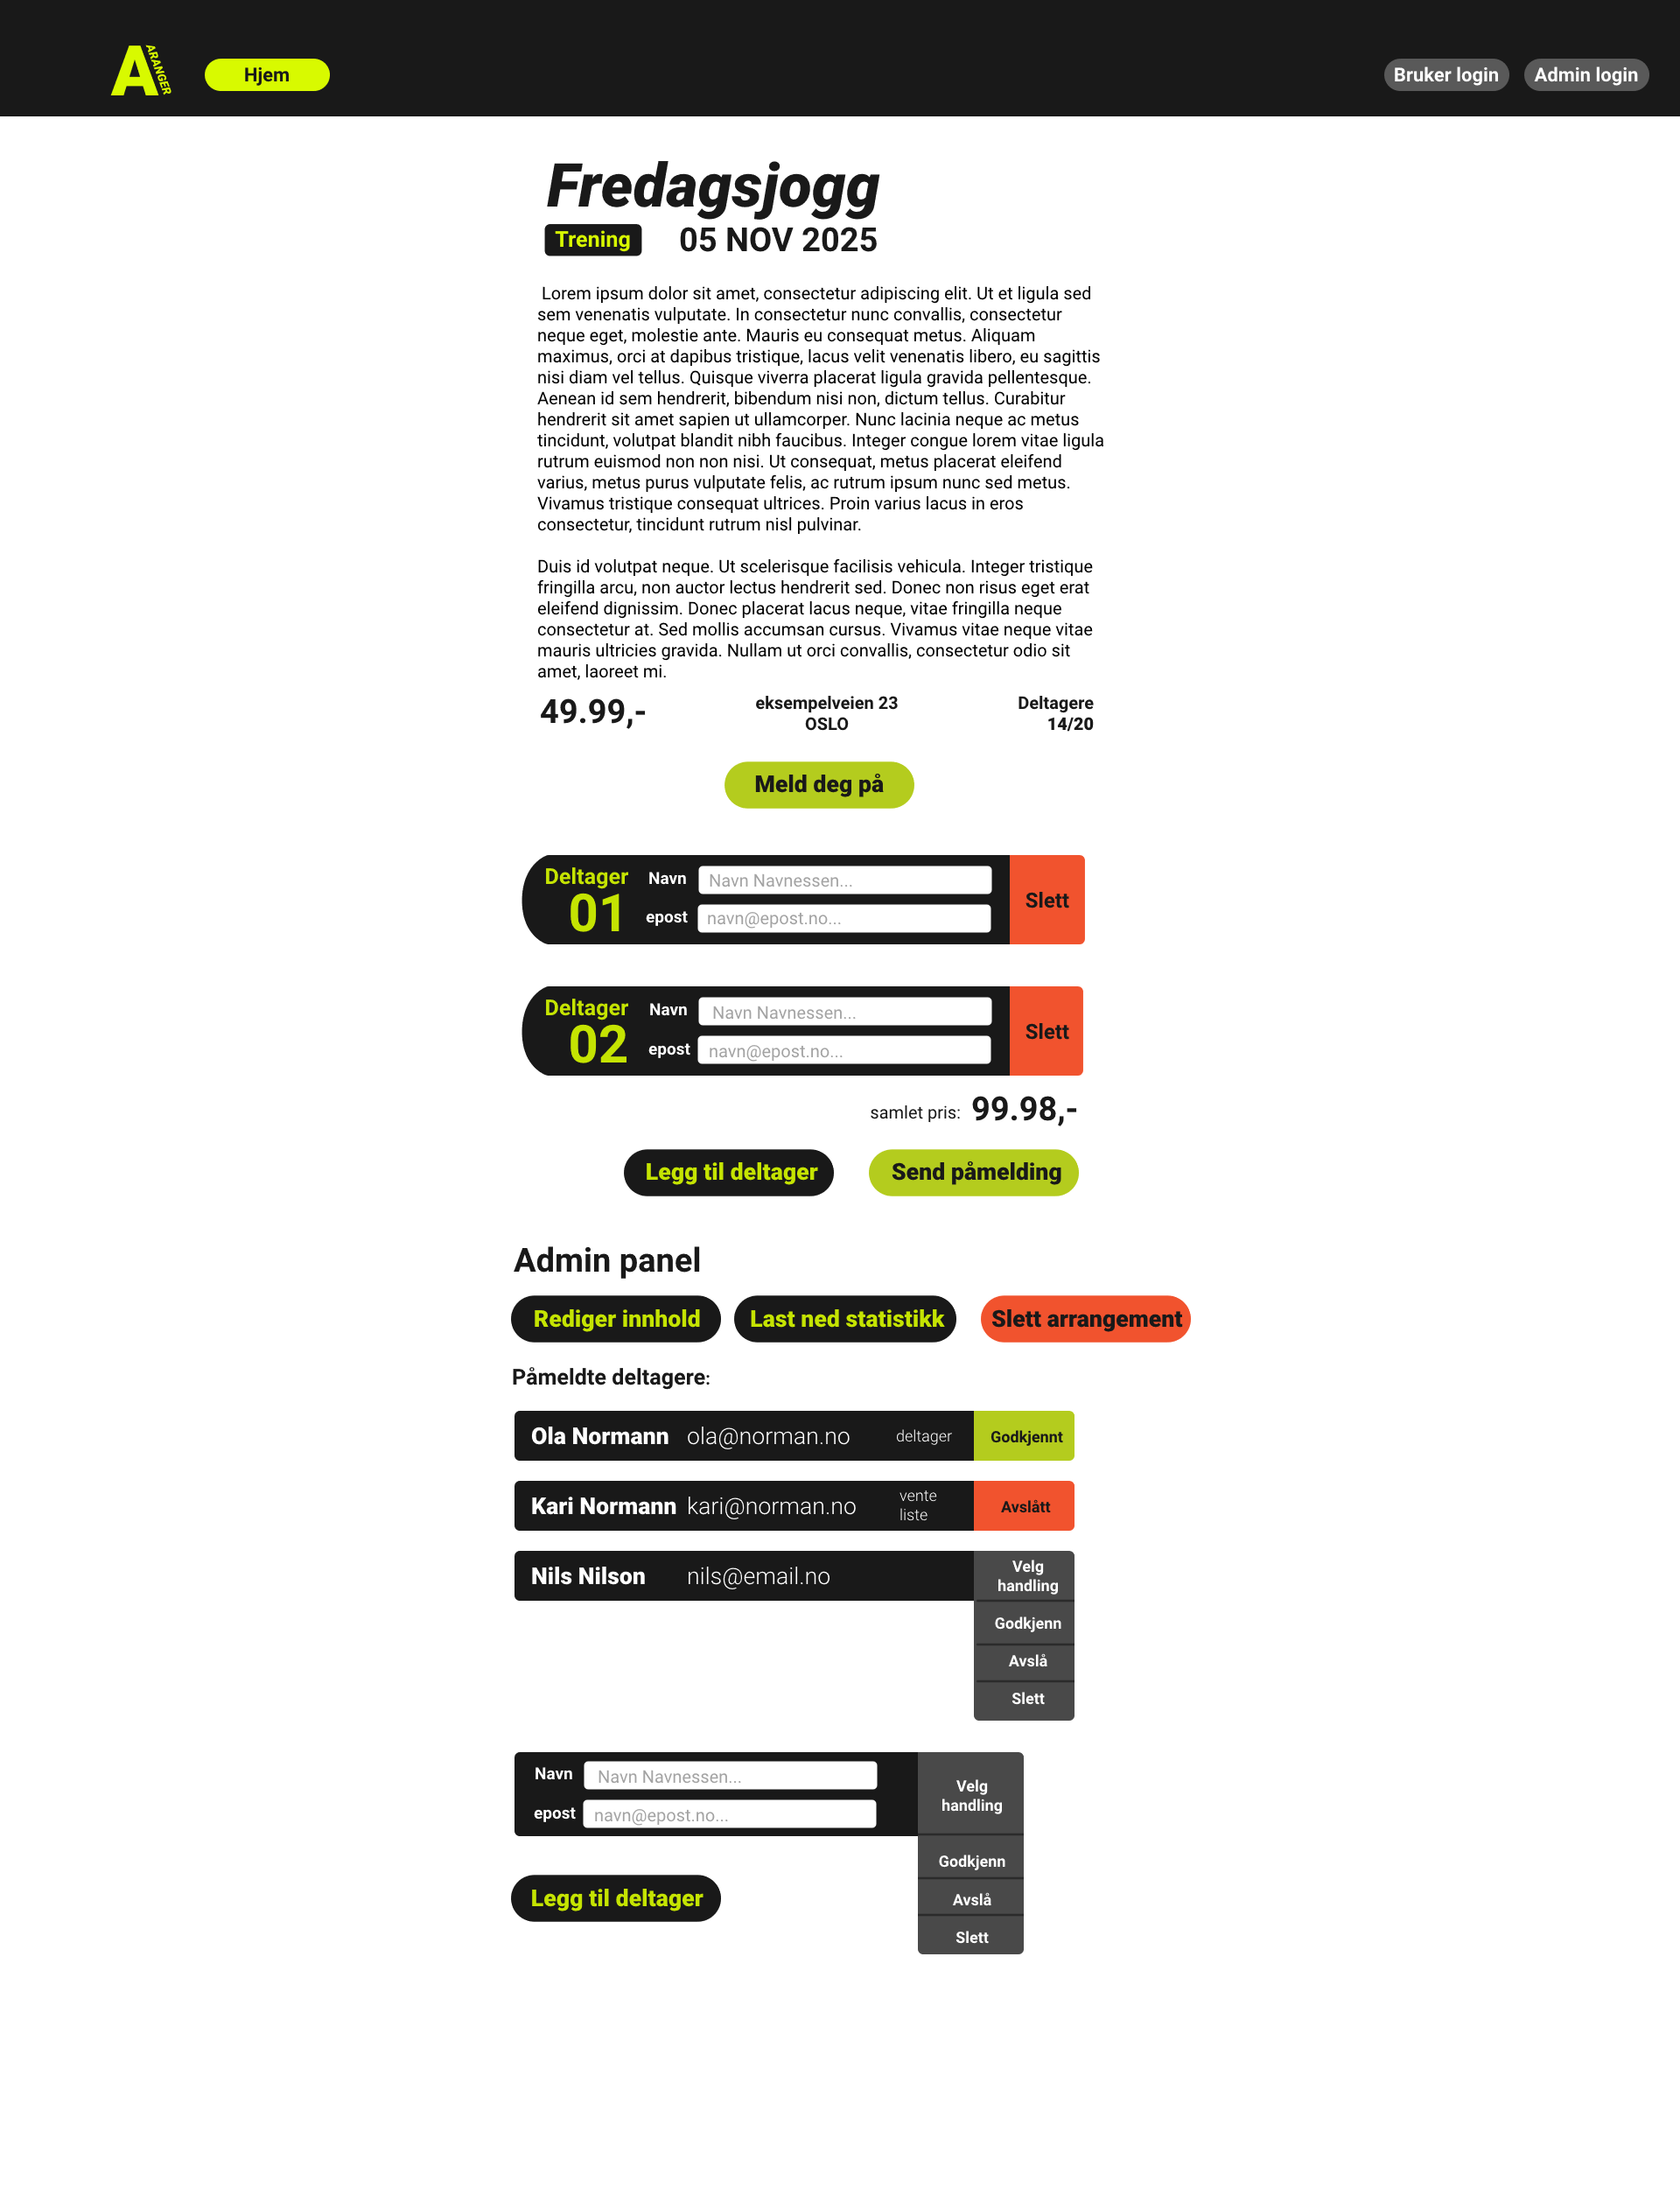 A
ARANGER
Hjem
Bruker login
Admin login
Fredagsjogg
Trening
05 NOV 2025
Lorem ipsum dolor sit amet, consectetur adipiscing elit. Ut et ligula sed
sem venenatis vulputate. In consectetur nunc convallis, consectetur
neque eget, molestie ante. Mauris eu consequat metus. Aliquam
maximus, orci at dapibus tristique, lacus velit venenatis libero, eu sagittis
nisi diam vel tellus. Quisque viverra placerat ligula gravida pellentesque.
Aenean id sem hendrerit, bibendum nisi non, dictum tellus. Curabitur
hendrerit sit amet sapien ut ullamcorper. Nunc lacinia neque ac metus
tincidunt, volutpat blandit nibh faucibus. Integer congue lorem vitae ligula
rutrum euismod non non nisi. Ut consequat, metus placerat eleifend
varius, metus purus vulputate felis, ac rutrum ipsum nunc sed metus.
Vivamus tristique consequat ultrices. Proin varius lacus in eros
consectetur, tincidunt rutrum nisl pulvinar.
Duis id volutpat neque. Ut scelerisque facilisis vehicula. Integer tristique
fringilla arcu, non auctor lectus hendrerit sed. Donec non risus eget erat
eleifend dignissim. Donec placerat lacus neque, vitae fringilla neque
consectetur at. Sed mollis accumsan cursus. Vivamus vitae neque vitae
mauris ultricies gravida. Nullam ut orci convallis, consectetur odio sit
amet, laoreet mi.
49.99,-
eksempelveien 23
OSLO
Deltagere
14/20
Meld deg på
Deltager
01
Navn
Navn Navnessen...
epost
navn@epost.no...
Slett
Deltager
02
Navn
Navn Navnessen...
epost
navn@epost.no...
Slett
samlet pris: 99.98,-
Legg til deltager
Send påmelding
Admin panel
Rediger innhold
Last ned statistikk
Slett arrangement
Påmeldte deltagere:
Ola Normann ola@norman.no deltager Godkjennt
Kari Normann kari@norman.no
vente
liste
Avslått
Nils Nilson nils@email.no
Velg
handling
Godkjenn
Avslå
Slett
Navn
Navn Navnessen...
epost
navn@epost.no...
Velg
handling
Godkjenn
Avslå
Slett
Legg til deltager